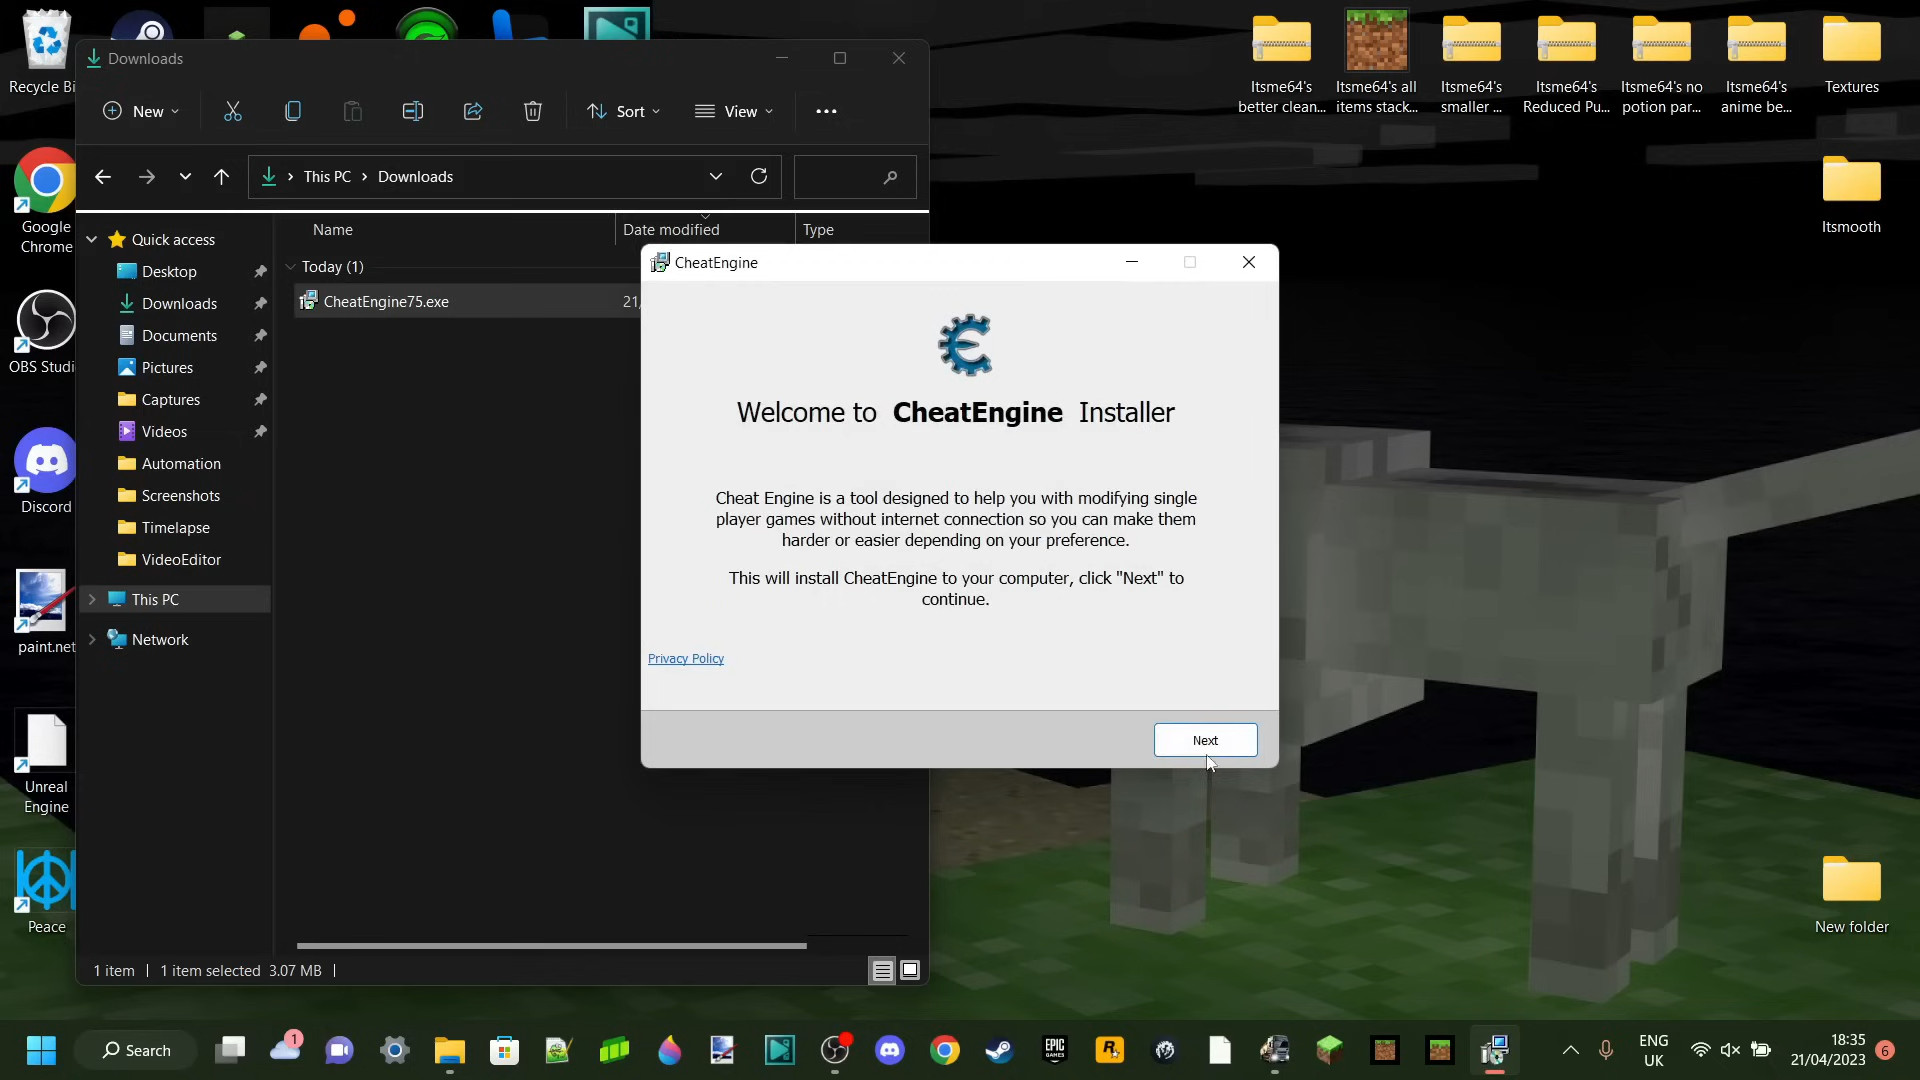 Recycle Bi
Google
Chrome
OBS Studi
Discord
paint.net
Unreal
Engine
Peace
Downloads
New
Sort
View
This PC
Downloads
Name
Date modified
Type
Quick access
Desktop
Downloads
Documents
Pictures
Captures
Videos
Automation
Screenshots
Timelapse
VideoEditor
This PC
Network
Today (1)
CheatEngine75.exe
21,
1 item
1 item selected 3.07 MB
CheatEngine
Welcome to CheatEngine Installer
Cheat Engine is a tool designed to help you with modifying single
player games without internet connection so you can make them
harder or easier depending on your preference.
This will install CheatEngine to your computer, click "Next" to
continue.
Privacy Policy
Next
Itsme64's
better clean...
Itsme64's all
items stack...
Itsme64's
smaller ...
Itsme64's
Reduced Pu...
Itsme64's no
potion par...
Itsme64's
anime be...
Textures
Itsmooth
New folder
Search
1
EPIC
GAMES
R
ENG
UK
18:35
21/04/2023
6